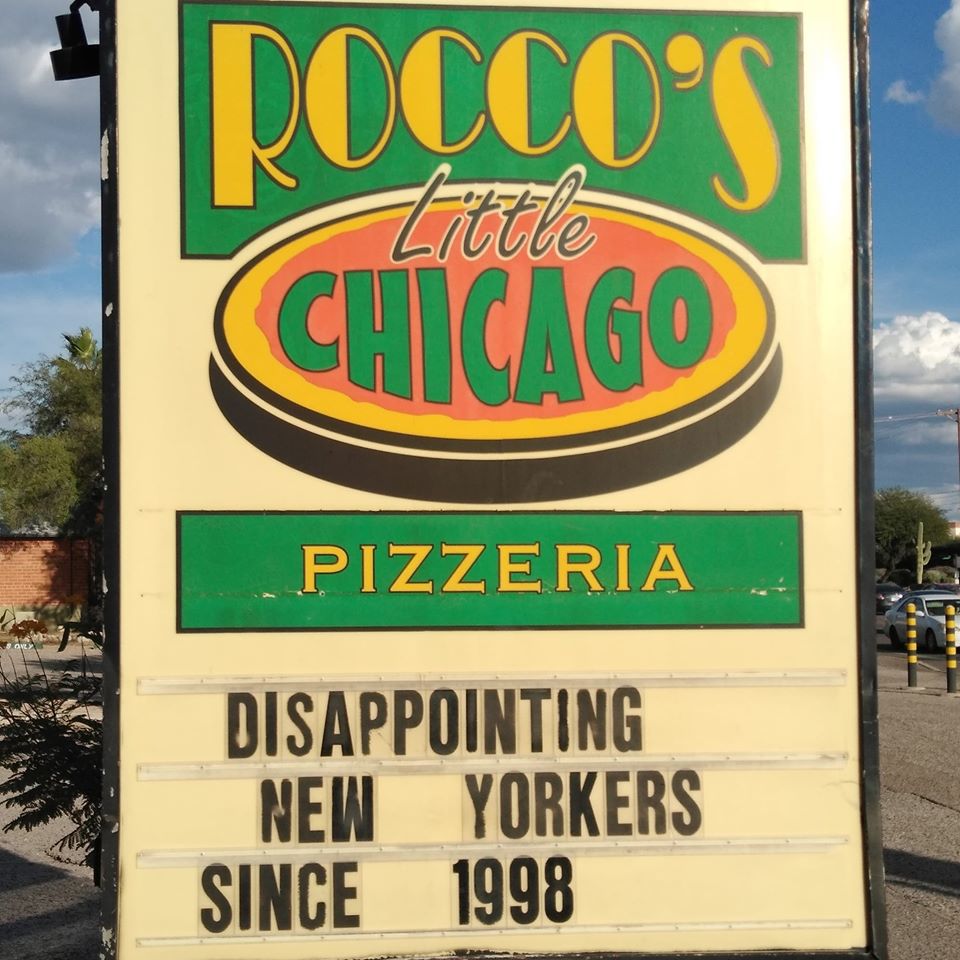 ROCCO'S
Little
CHICAGO
PIZZERIA
DISAPPOINTING
NEW YORKERS
SINCE 1998